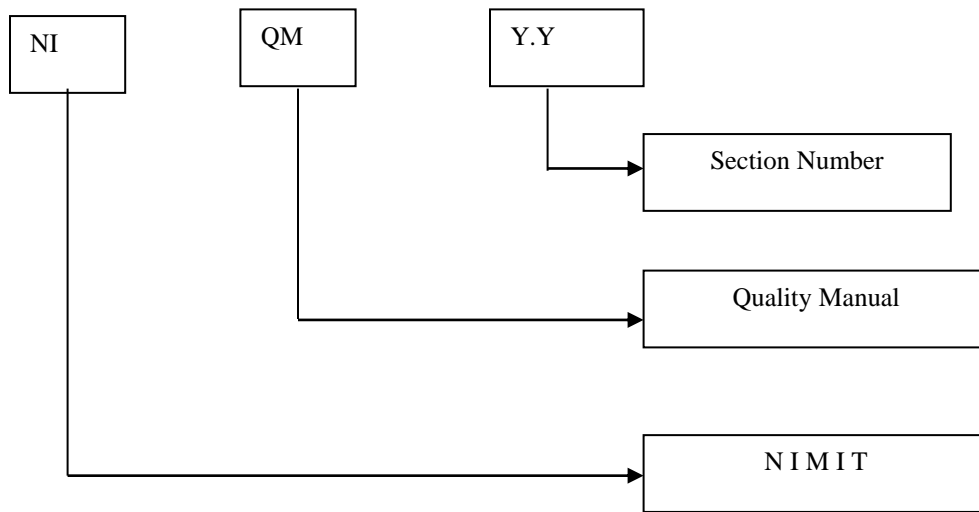 NI
QM
Y.Y
Section Number
Quality Manual
N I M I T